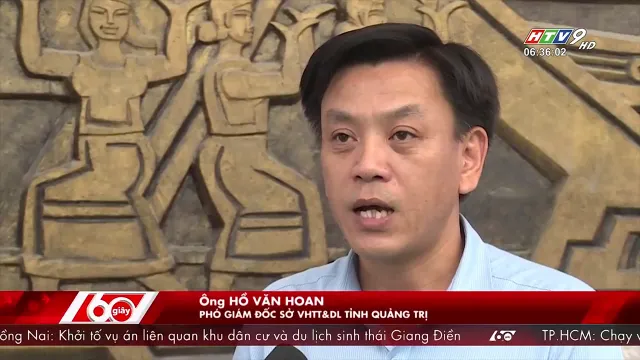 HTV9 HD
06:36:02
60 giây
Ông HỒ VĂN HOAN
PHÓ GIÁM ĐỐC SỞ VHTT&DL TỈNH QUẢNG TRỊ
ồng Nai: Khởi tố vụ án liên quan khu dân cư và du lịch sinh thái Giang Điền
60s
TP.HCM: Chạy